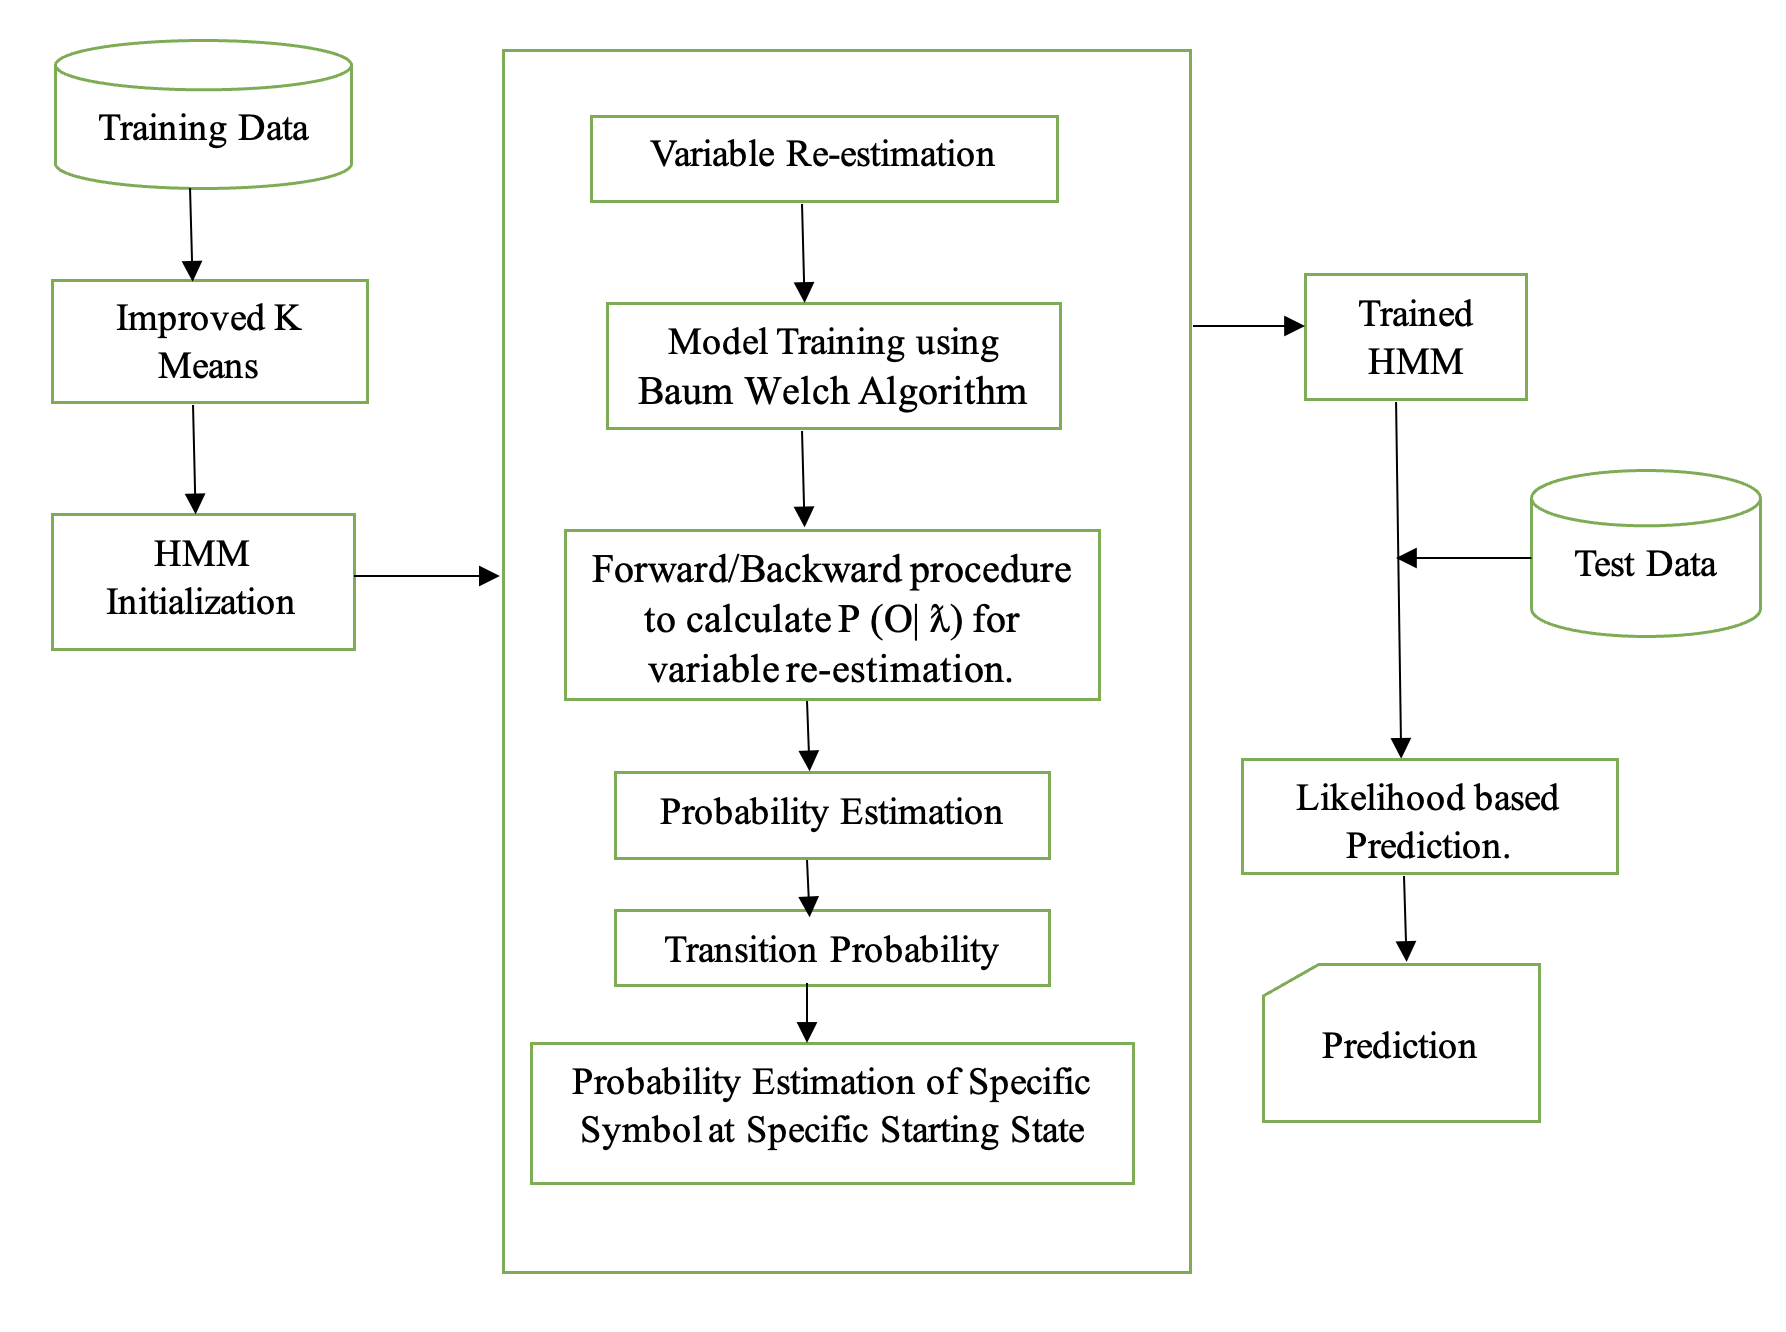 Training Data
Improved K
Means
HMM
Initialization
Variable Re-estimation
Model Training using
Baum Welch Algorithm
Forward/Backward procedure
to calculate P (O| ƛ) for
variable re-estimation.
Probability Estimation
Transition Probability
Probability Estimation of Specific
Symbol at Specific Starting State
Trained
HMM
Test Data
Likelihood based
Prediction.
Prediction